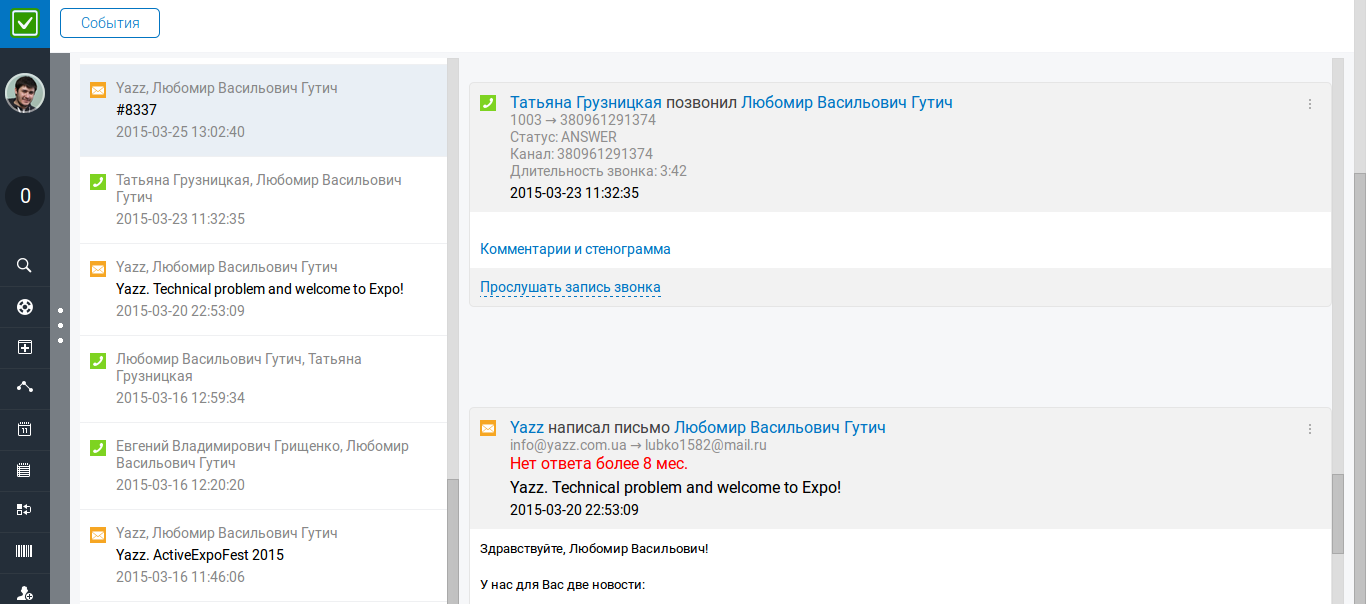 События
0
11
Yazz, Любомир Васильович Гутич
#8337
2015-03-25 13:02:40
Татьяна Грузницкая, Любомир Васильович
Гутич
2015-03-23 11:32:35
Yazz, Любомир Васильович Гутич
Yazz. Technical problem and welcome to Expo!
2015-03-20 22:53:09
Любомир Васильович Гутич, Татьяна
Грузницкая
2015-03-16 12:59:34
Евгений Владимирович Грищенко, Любомир
Васильович Гутич
2015-03-16 12:20:20
Yazz, Любомир Васильович Гутич
Yazz. ActiveExpoFest 2015
2015-03-16 11:46:06
Татьяна Грузницкая позвонил Любомир Васильович Гутич
1003 → 380961291374
Статус: ANSWER
Канал: 380961291374
Длительность звонка: 3:42
2015-03-23 11:32:35
Комментарии и стенограмма
Прослушать запись звонка
Yazz написал письмо Любомир Васильович Гутич
info@yazz.com.ua → lubko1582@mail.ru
Нет ответа более 8 мес.
Yazz. Technical problem and welcome to Expo!
2015-03-20 22:53:09
Здравствуйте, Любомир Васильович!
У нас для Вас две новости: